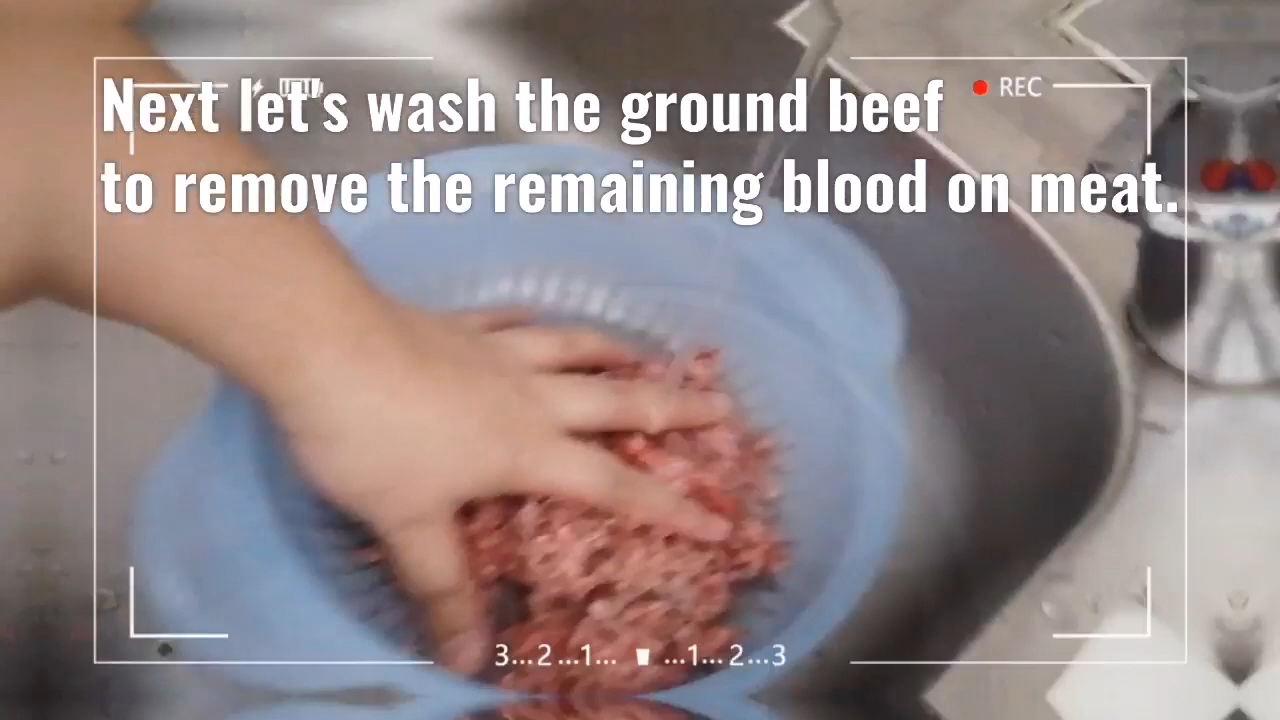 Next let's wash the ground beef
REC
to remove the remaining blood on meat.
3...2...1... ...1...2...3